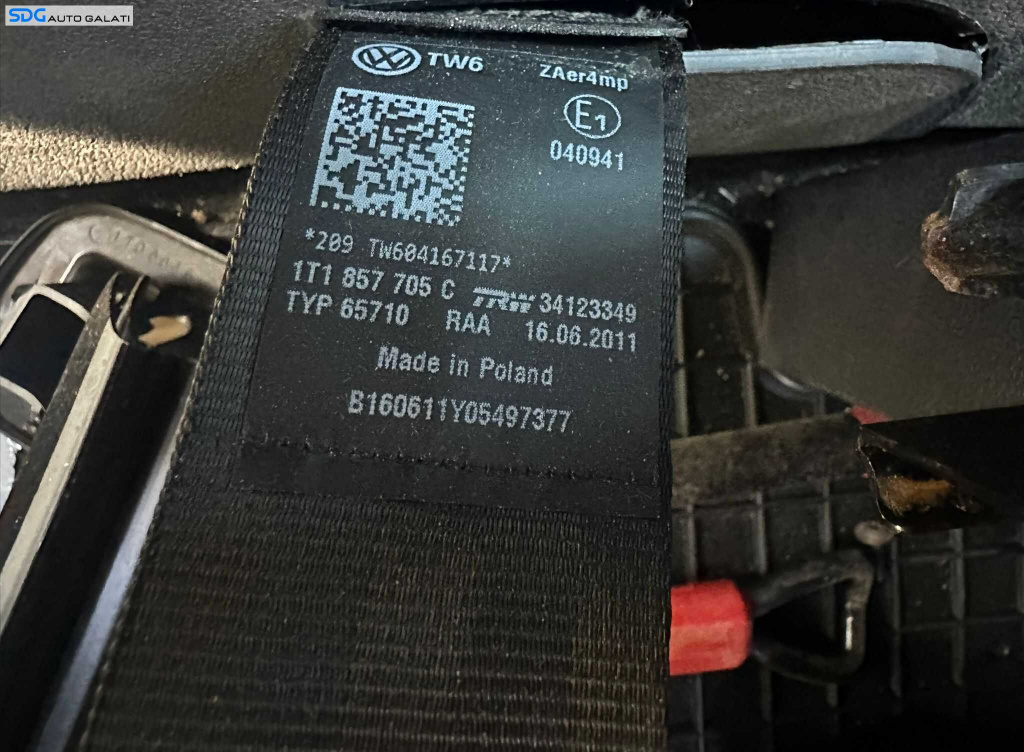 SDG AUTO GALATI
TW6 ZAer4mp
E1
040941
*209 TW604167117*
1T1 857 705 C TRW 34123349
TYP 65710 RAA 16.06.2011
Made in Poland
B160611Y05497377